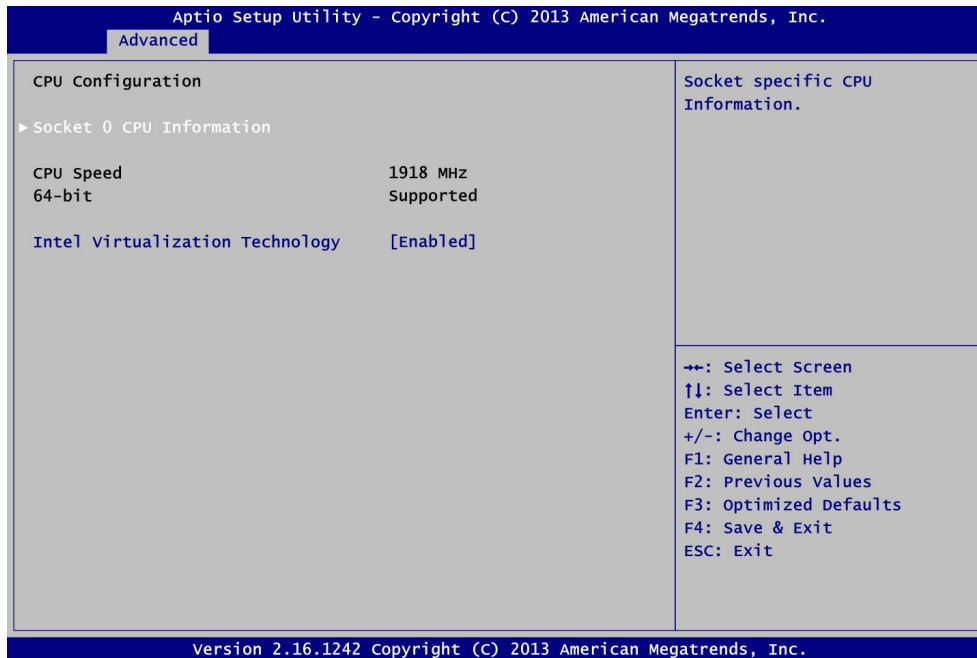 Aptio Setup Utility - Copyright (C) 2013 American Megatrends, Inc.
Advanced
CPU Configuration
▶ Socket 0 CPU Information
CPU Speed 1918 MHz
64-bit Supported
Intel Virtualization Technology [Enabled]
Socket specific CPU
Information.
→←: Select Screen
↑↓: Select Item
Enter: Select
+/-: Change Opt.
F1: General Help
F2: Previous Values
F3: Optimized Defaults
F4: Save & Exit
ESC: Exit
Version 2.16.1242 Copyright (C) 2013 American Megatrends, Inc.